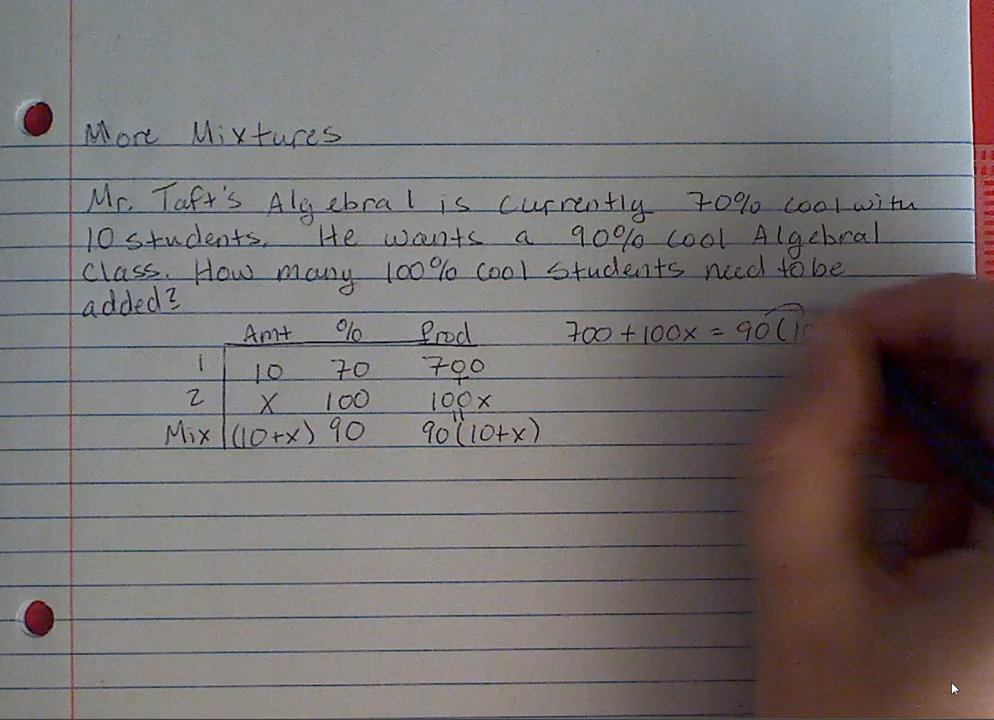 More Mixtures
Mr. Taft's Algebra1 is currently 70% cool with
10 students. He wants a 90% cool Algebra1
Class. How many 100% cool students need to be
added?
Amt % Prod
1 10 70 700
+
2 X 100 100x
=
Mix (10+x) 90 90(10+x)
700 + 100x = 90(1